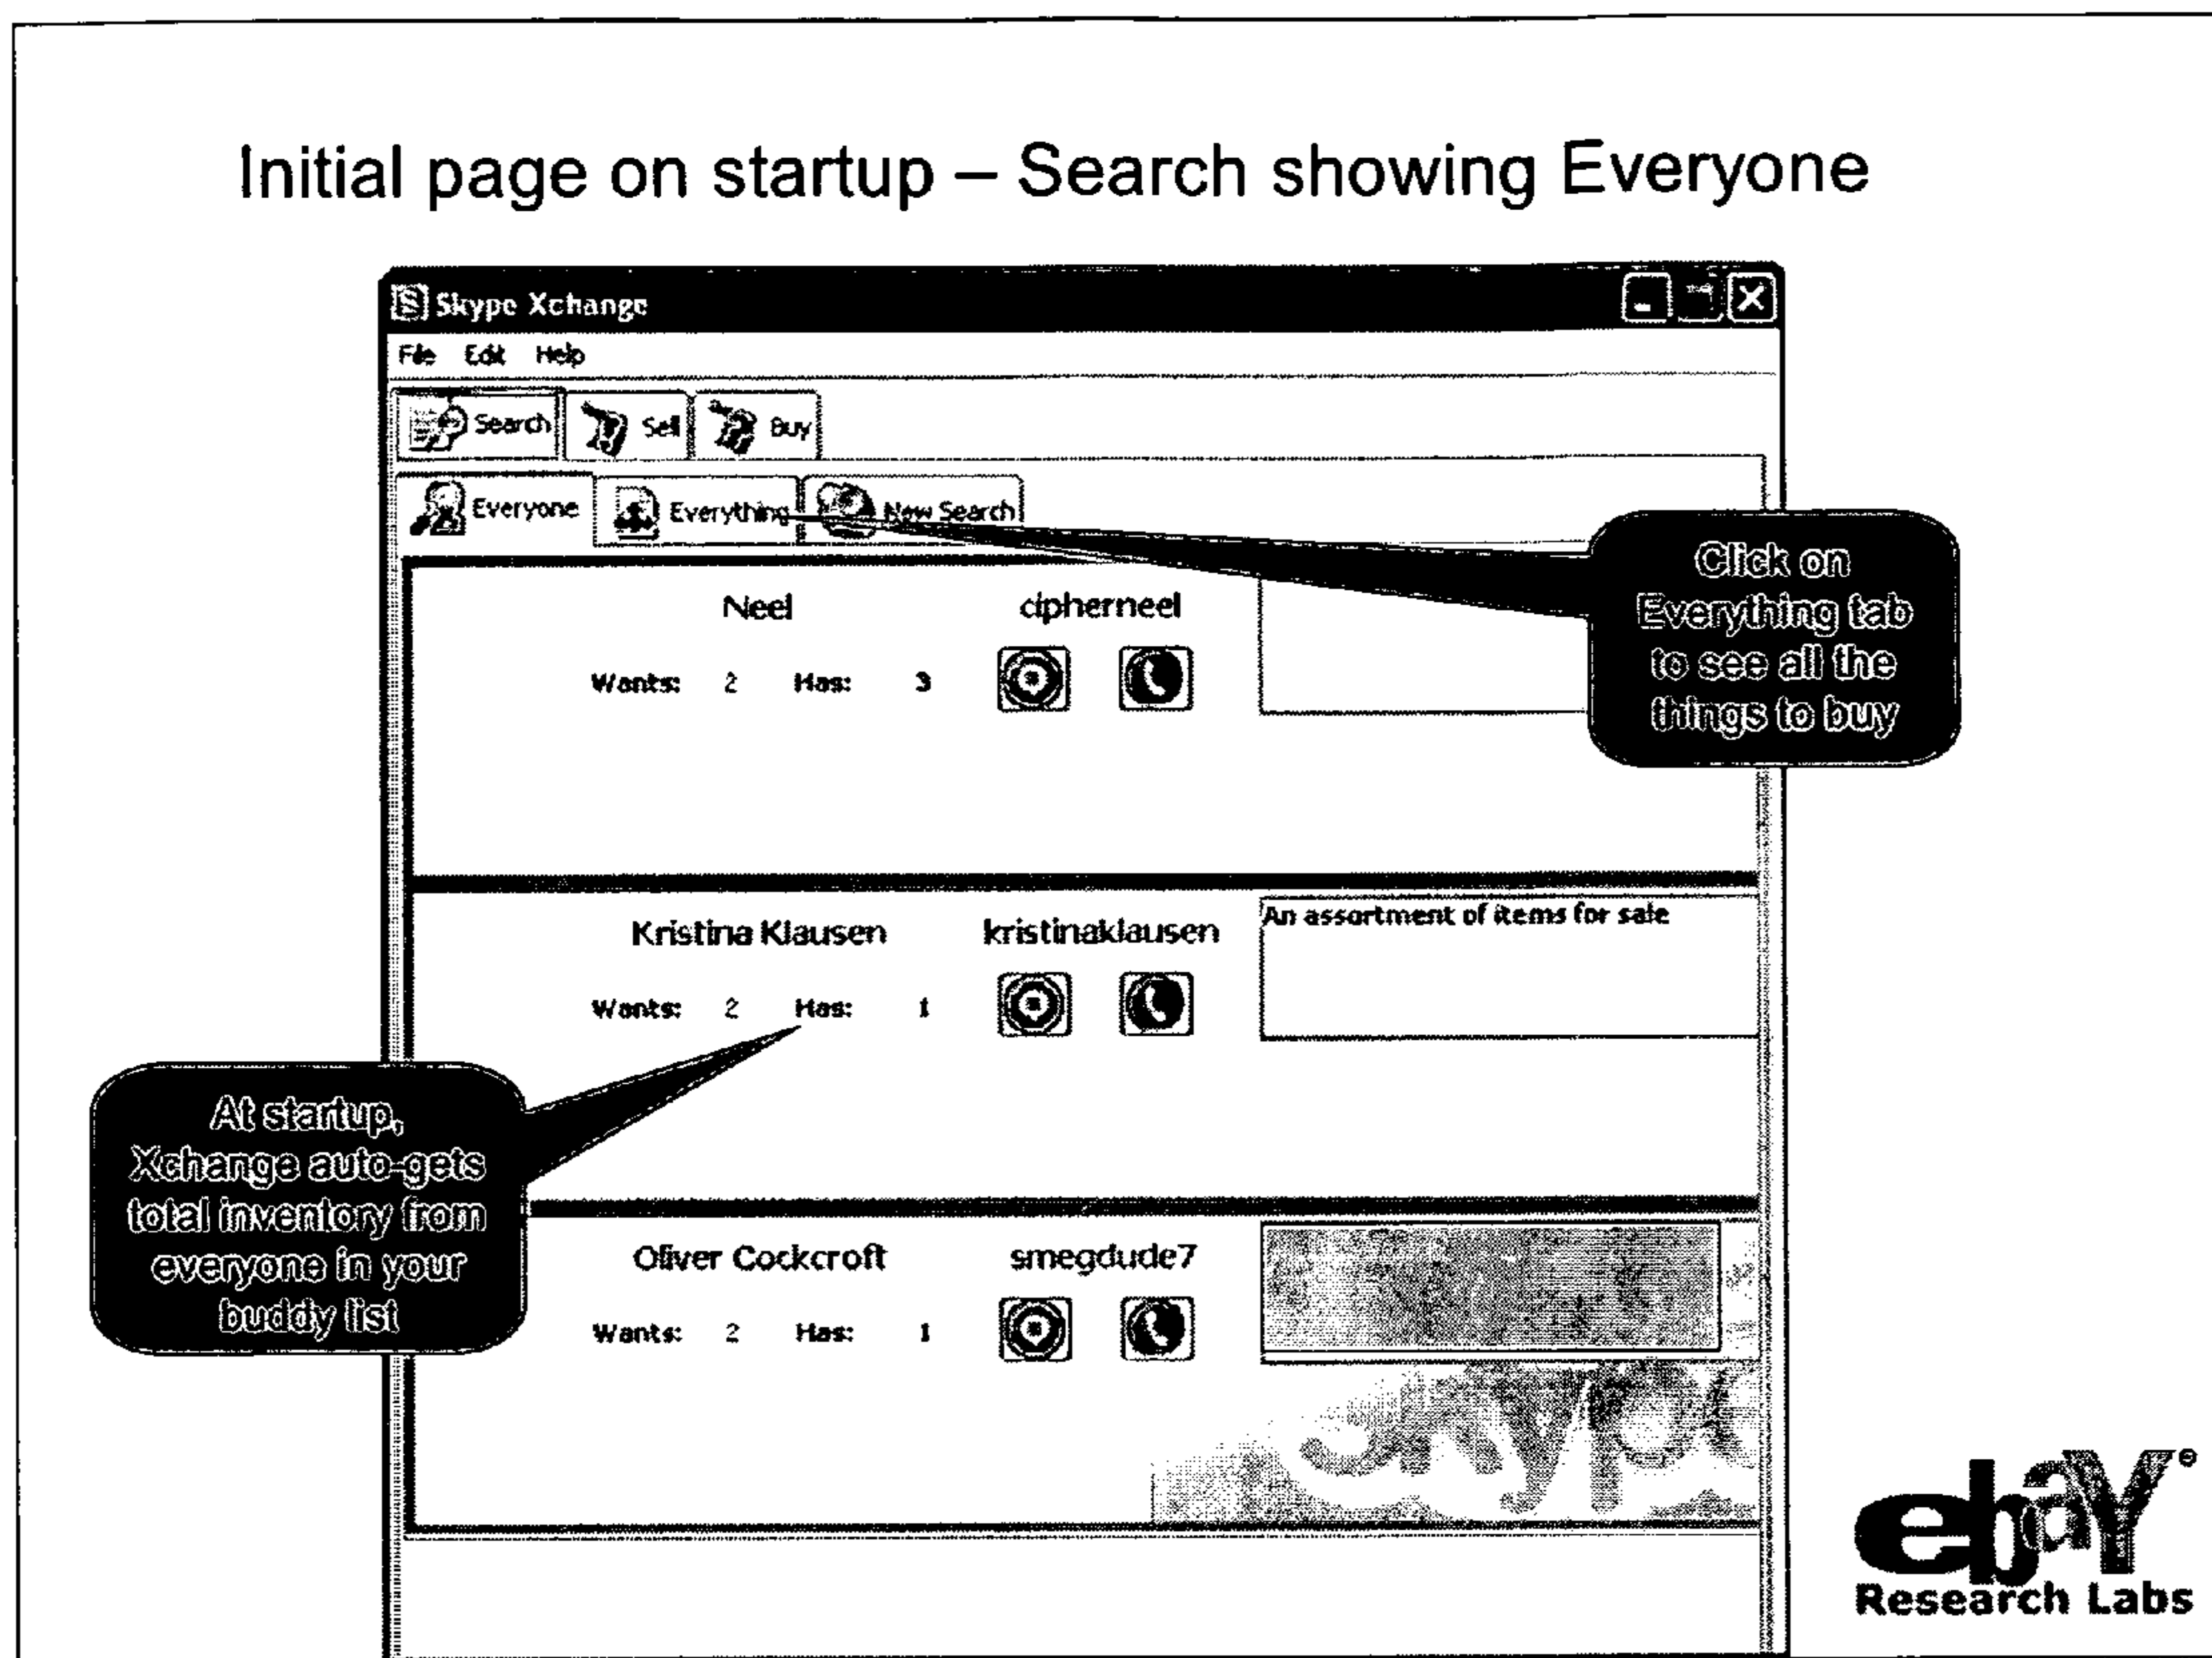 Initial page on startup – Search showing Everyone
Skype Xchange
File Edit Help
Search Sell Buy
Everyone Everything New Search
Click on
Everything tab
to see all the
things to buy
Neel cipherneel
Wants: 2 Has: 3
Kristina Klausen kristinaklausen
An assortment of items for sale
Wants: 2 Has: 1
At startup,
Xchange auto-gets
total inventory from
everyone in your
buddy list
Oliver Cockcroft smegdude7
Wants: 2 Has: 1
skype
ebaY®
Research Labs